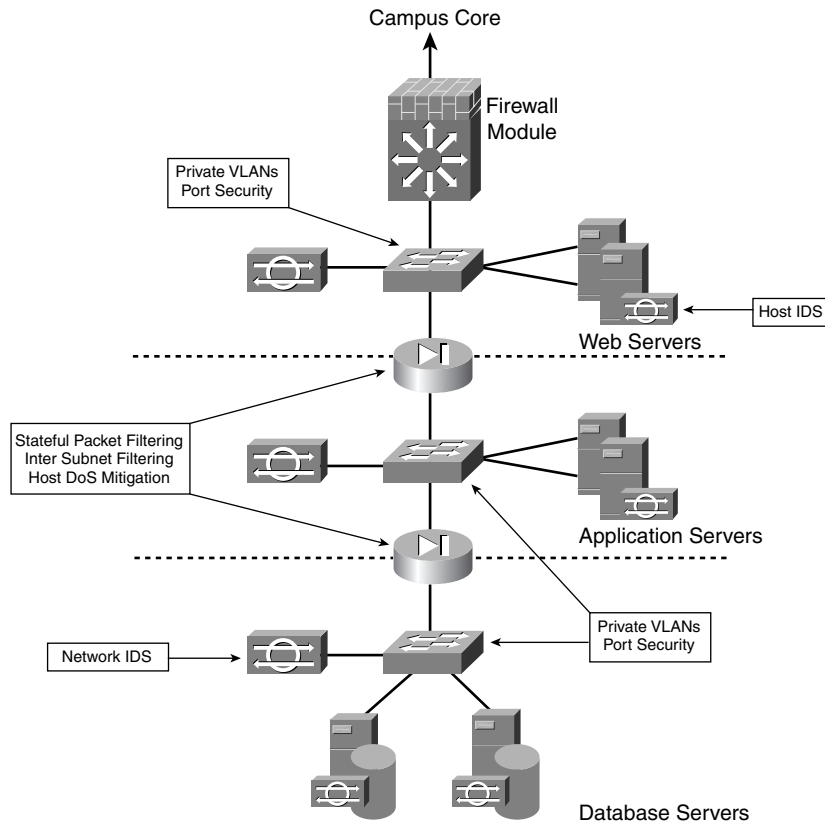 Campus Core
Firewall
Module
Private VLANs
Port Security
Host IDS
Web Servers
Stateful Packet Filtering
Inter Subnet Filtering
Host DoS Mitigation
Application Servers
Private VLANs
Port Security
Network IDS
Database Servers